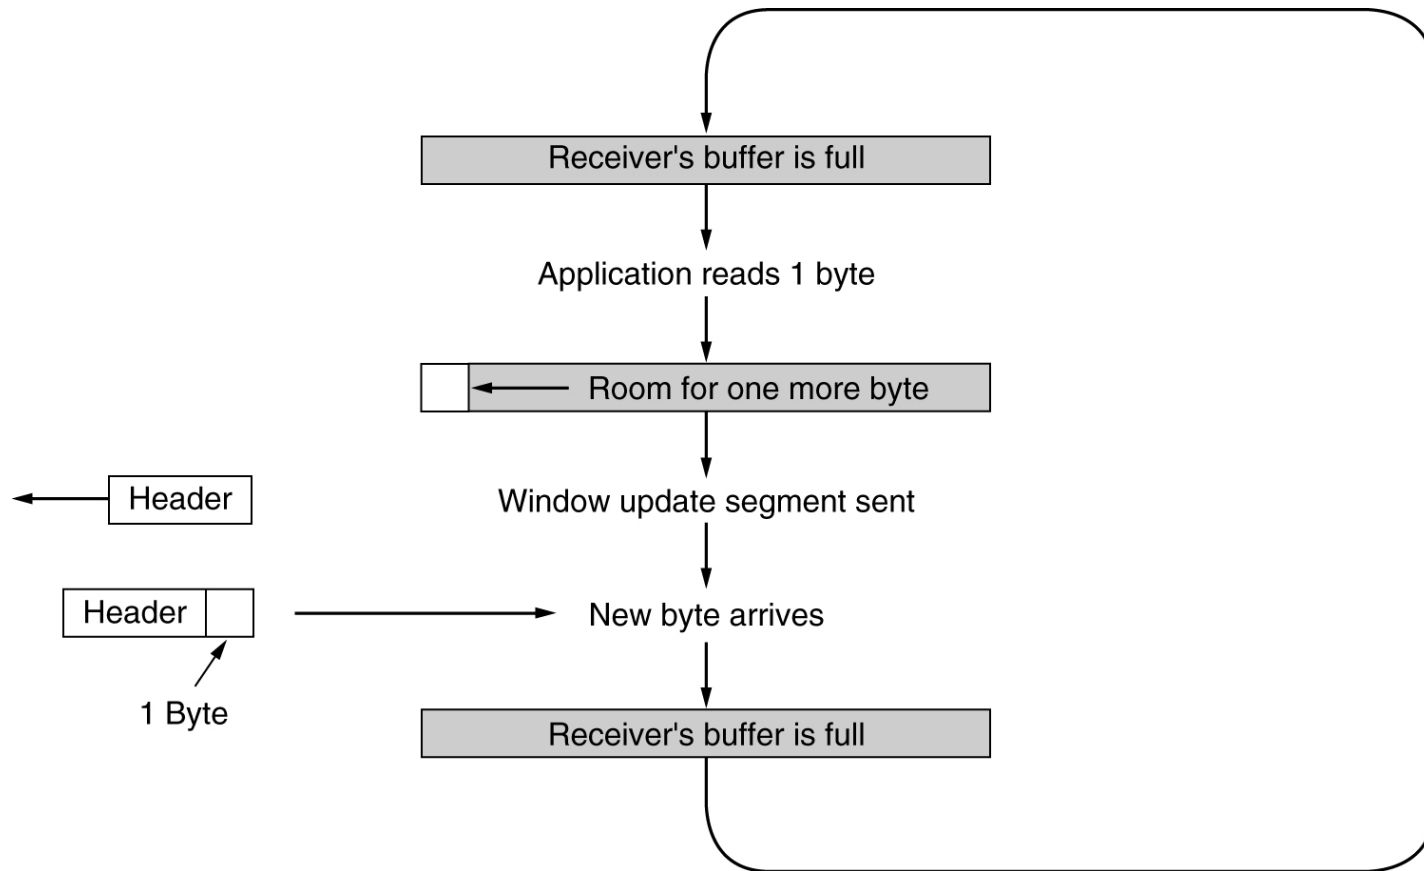 Receiver's buffer is full
Application reads 1 byte
Room for one more byte
Header
Window update segment sent
Header
New byte arrives
1 Byte
Receiver's buffer is full